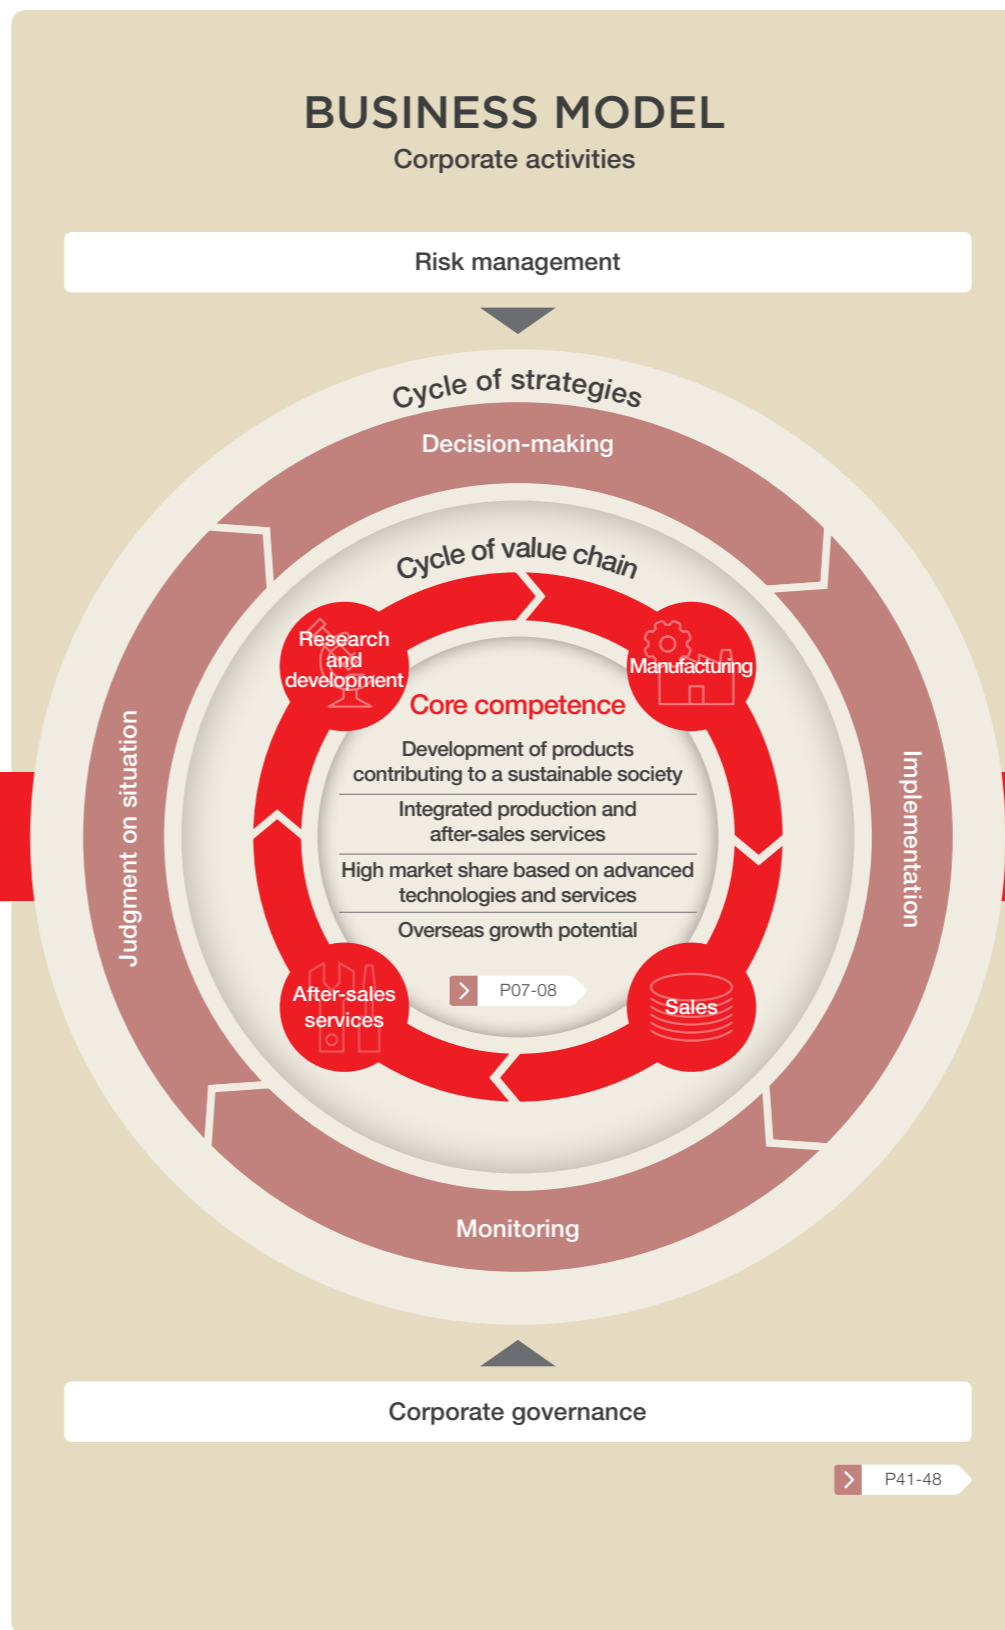 BUSINESS MODEL
Corporate activities
Risk management
Cycle of strategies
Decision-making
Cycle of value chain
Research
and
development
Manufacturing
Core competence
Development of products
contributing to a sustainable society
Integrated production and
after-sales services
High market share based on advanced
technologies and services
Overseas growth potential
P07-08
Judgment on situation
Implementation
After-sales
services
Sales
Monitoring
Corporate governance
P41-48